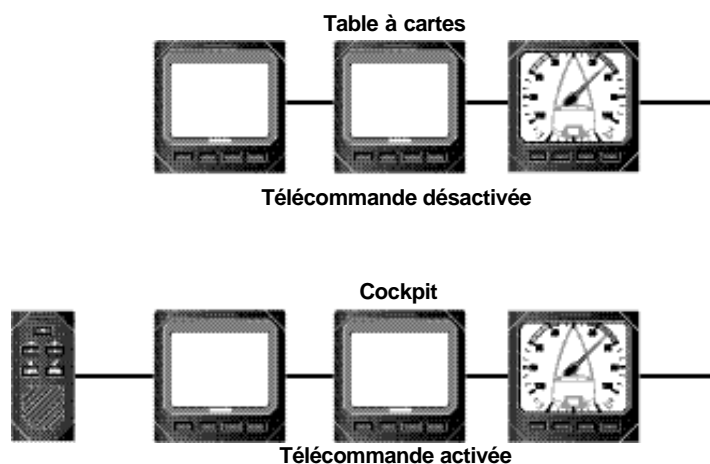 Table à cartes
Télécommande désactivée
Cockpit
Télécommande activée